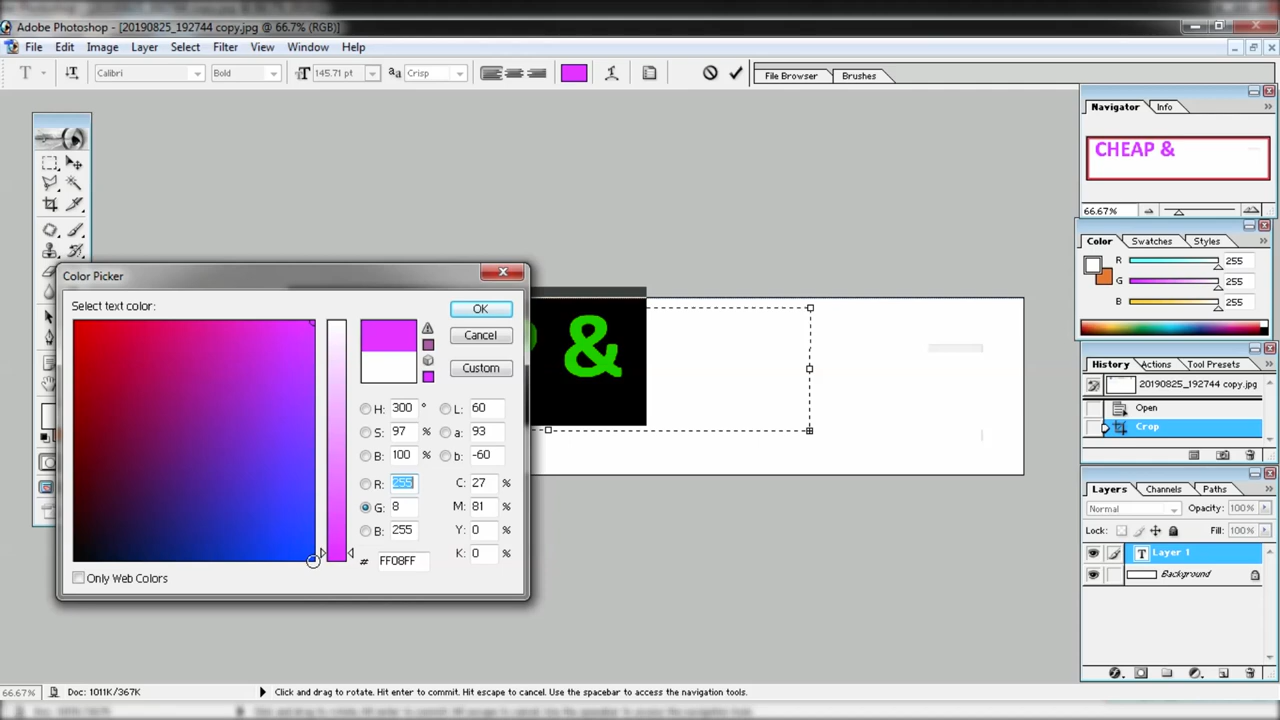 Adobe Photoshop - [20190825_192744 copy.jpg @ 66.7% (RGB)]
File Edit Image Layer Select Filter View Window Help
T Calibri Bold T 145.71 pt aa Crisp File Browser Brushes
Navigator Info
CHEAP &
66.67%
Color Swatches Styles
R 255
G 255
B 255
History Actions Tool Presets
20190825_192744 copy.jpg
Open
Crop
Layers Channels Paths
Normal Opacity: 100%
Lock: Fill: 100%
T Layer 1
Background
Color Picker
Select text color:
OK
Cancel
Custom
H: 300 ° L: 60
S: 97 % a: 93
B: 100 % b: -60
R: 255 C: 27 %
G: 8 M: 81 %
B: 255 Y: 0 %
# FF08FF K: 0 %
Only Web Colors
&
66.67% Doc: 1011K/367K Click and drag to rotate. Hit enter to commit. Hit escape to cancel. Use the spacebar to access the navigation tools.